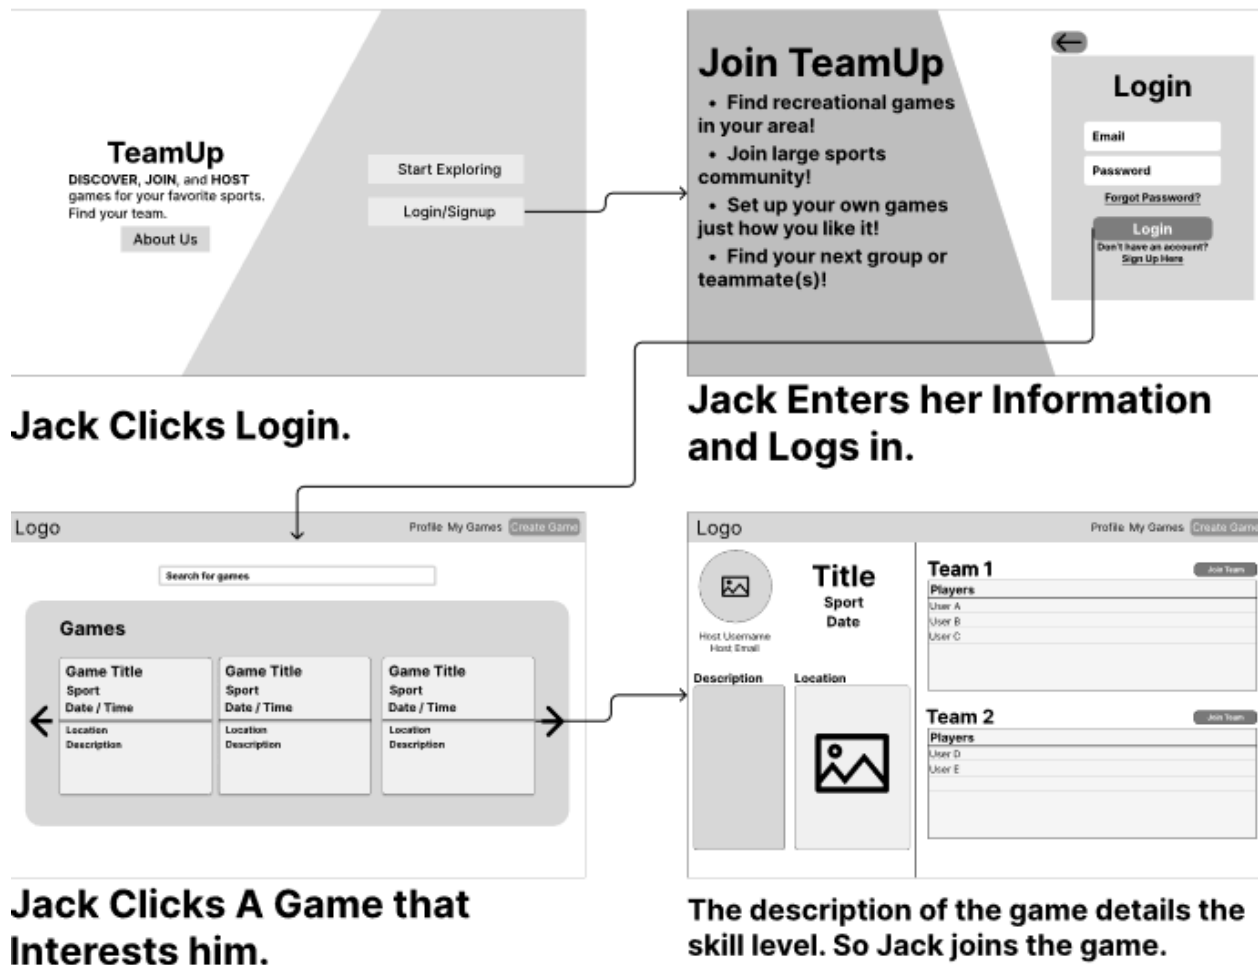 TeamUp
DISCOVER, JOIN, and HOST
games for your favorite sports.
Find your team.
About Us
Start Exploring
Login/Signup
Jack Clicks Login.
Join TeamUp
• Find recreational games
in your area!
• Join large sports
community!
• Set up your own games
just how you like it!
• Find your next group or
teammate(s)!
Login
Email
Password
Forgot Password?
Login
Don't have an account?
Sign Up Here
Jack Enters her Information
and Logs in.
Logo
Profile My Games Create Game
Search for games
Games
Game Title
Sport
Date / Time
Location
Description
Game Title
Sport
Date / Time
Location
Description
Game Title
Sport
Date / Time
Location
Description
Jack Clicks A Game that
Interests him.
Logo
Profile My Games Create Game
Host Username
Host Email
Title
Sport
Date
Description
Location
Team 1
Join Team
Players
User A
User B
User C
Team 2
Join Team
Players
User D
User E
The description of the game details the
skill level. So Jack joins the game.